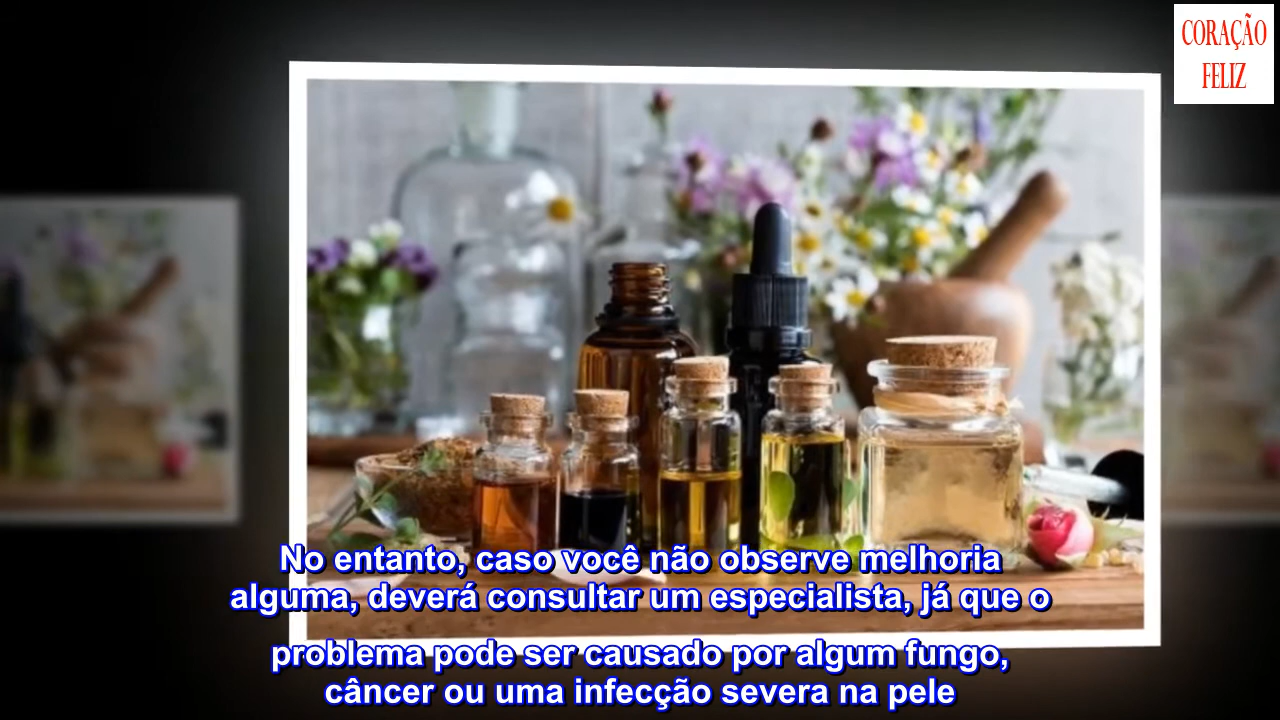 CORAÇÃO
FELIZ
No entanto, caso você não observe melhoria
alguma, deverá consultar um especialista, já que o
problema pode ser causado por algum fungo,
câncer ou uma infecção severa na pele